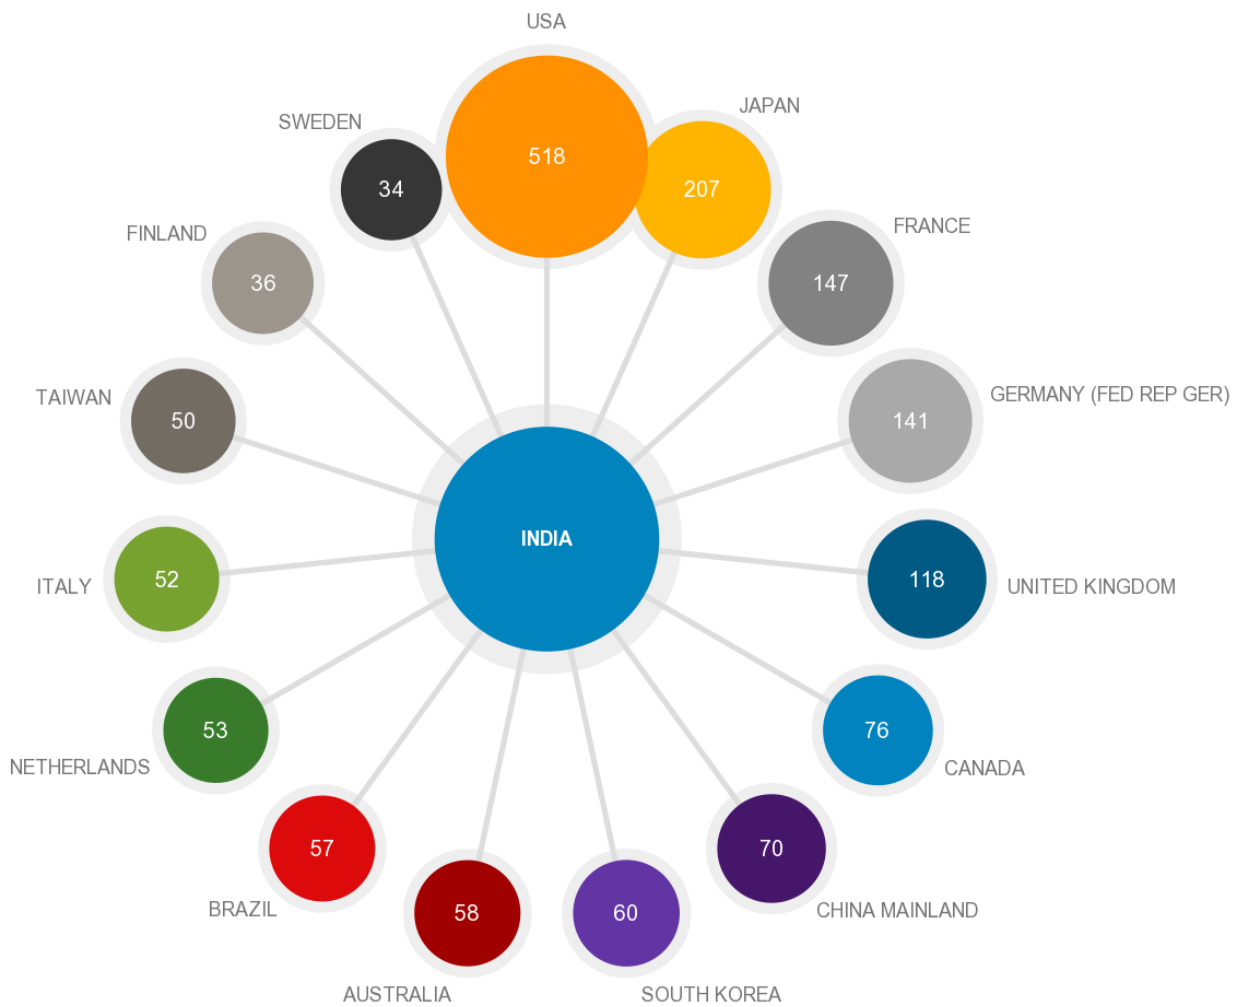 USA
518
JAPAN
207
FRANCE
147
GERMANY (FED REP GER)
141
UNITED KINGDOM
118
CANADA
76
CHINA MAINLAND
70
SOUTH KOREA
60
AUSTRALIA
58
BRAZIL
57
NETHERLANDS
53
ITALY
52
TAIWAN
50
FINLAND
36
SWEDEN
34
INDIA